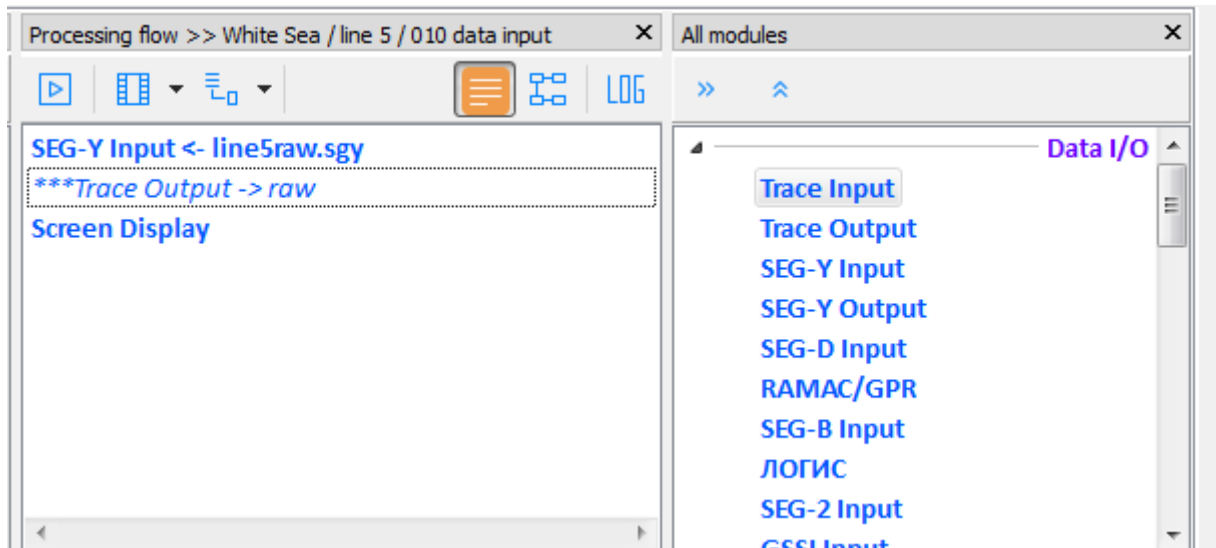 Processing flow >> White Sea / line 5 / 010 data input
LOG
SEG-Y Input <- line5raw.sgy
***Trace Output -> raw
Screen Display
All modules
Data I/O
Trace Input
Trace Output
SEG-Y Input
SEG-Y Output
SEG-D Input
RAMAC/GPR
SEG-B Input
ЛОГИС
SEG-2 Input
GSSI Input